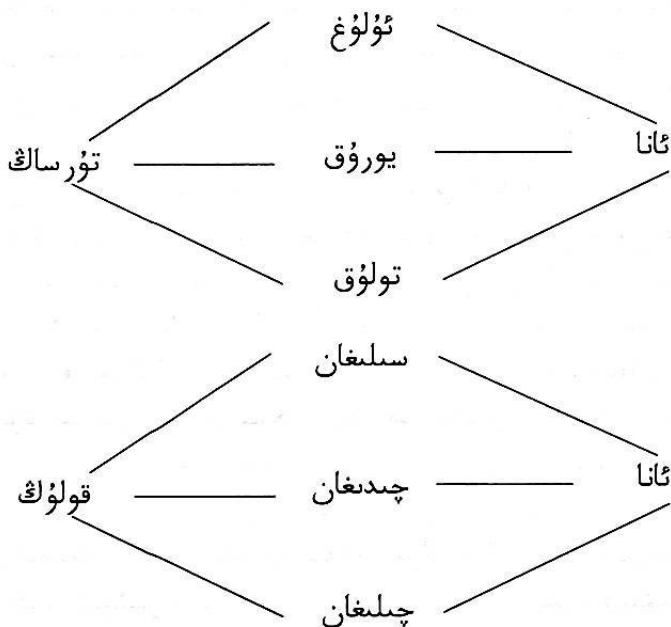 ئۇلۇغ
ئانا يورۇق تۇرساڭ
تولۇق
سىلىغان
ئانا چىدىغان قولۇڭ
چىلىغان